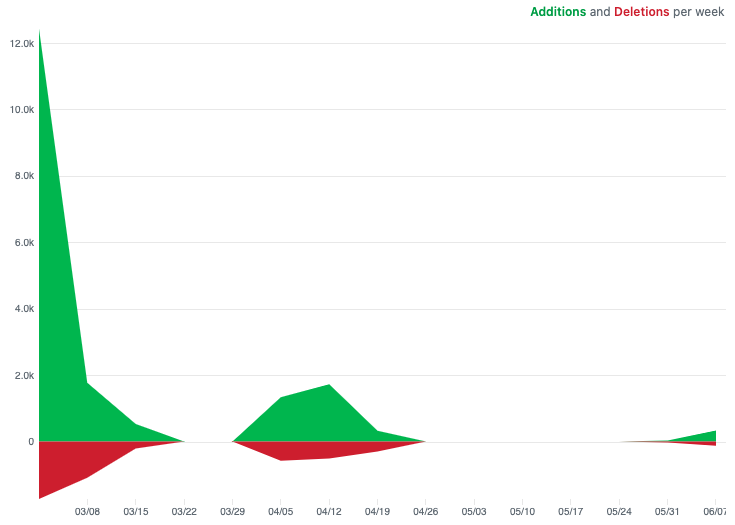 Additions and Deletions per week
12.0k
10.0k
8.0k
6.0k
4.0k
2.0k
0
03/08 03/15 03/22 03/29 04/05 04/12 04/19 04/26 05/03 05/10 05/17 05/24 05/31 06/07